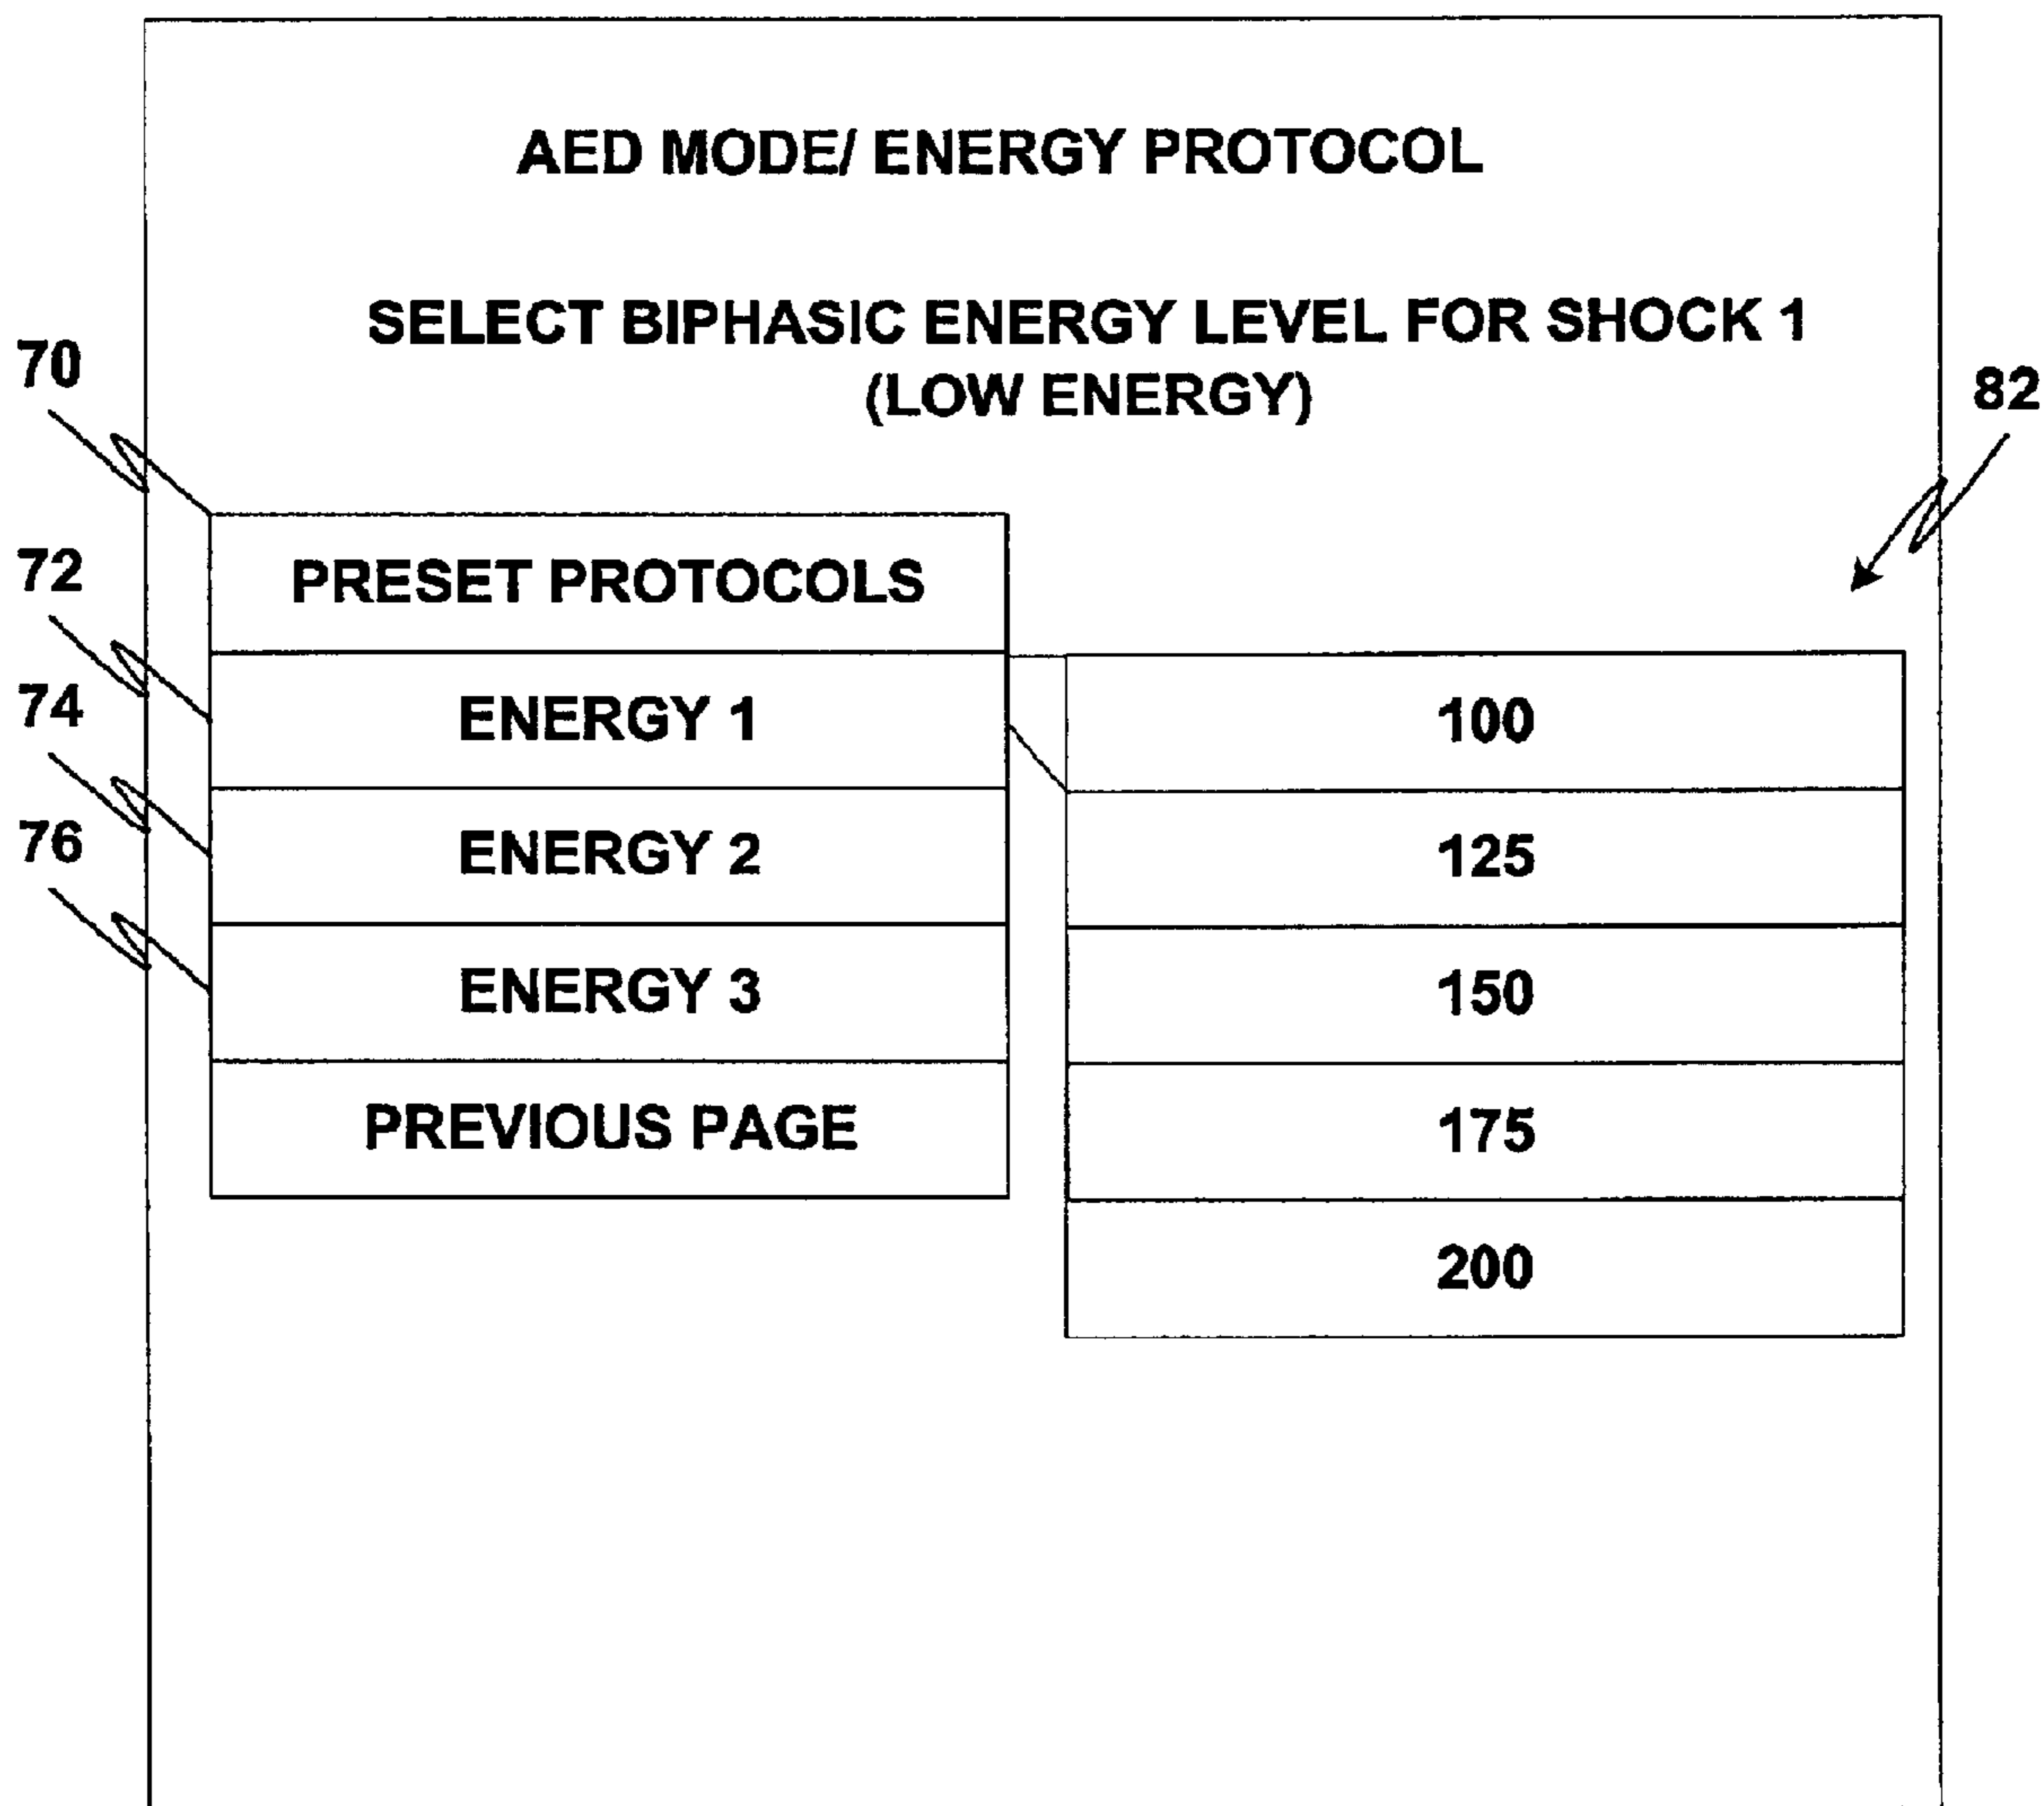 AED MODE/ ENERGY PROTOCOL
SELECT BIPHASIC ENERGY LEVEL FOR SHOCK 1
(LOW ENERGY)
70
82
72
PRESET PROTOCOLS
74
ENERGY 1
100
76
ENERGY 2
125
ENERGY 3
150
PREVIOUS PAGE
175
200